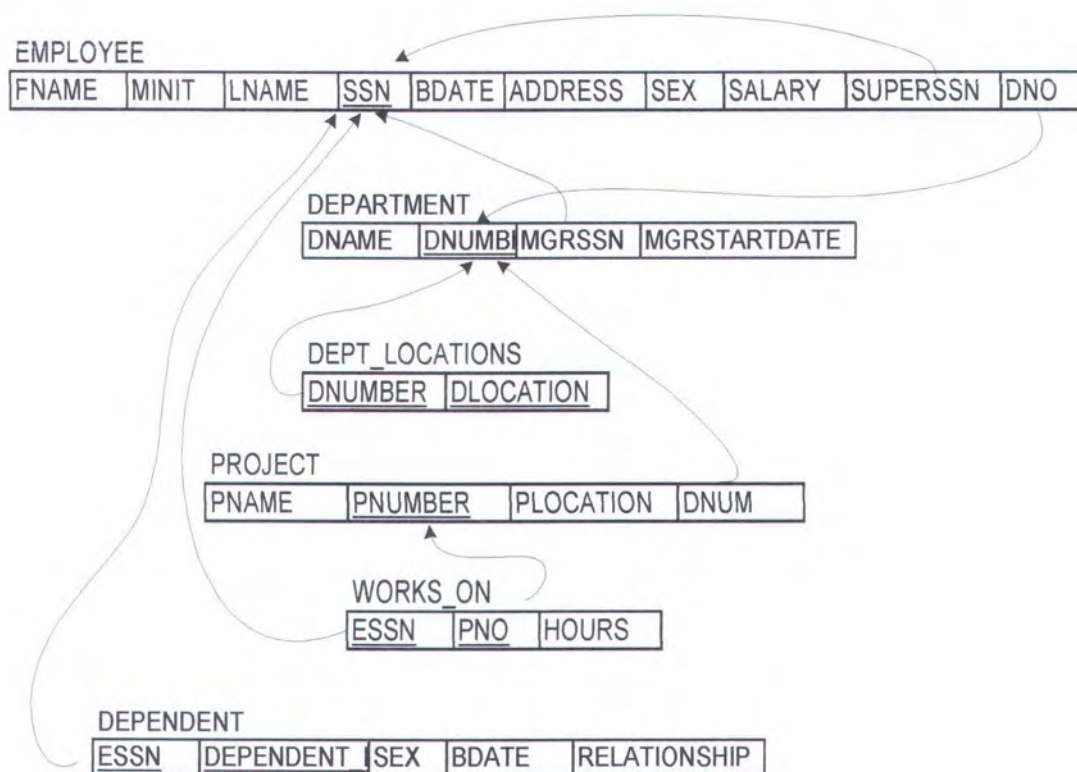 EMPLOYEE
FNAME MINIT LNAME SSN BDATE ADDRESS SEX SALARY SUPERSSN DNO
DEPARTMENT
DNAME DNUMB MGRSSN MGRSTARTDATE
DEPT_LOCATIONS
DNUMBER DLOCATION
PROJECT
PNAME PNUMBER PLOCATION DNUM
WORKS_ON
ESSN PNO HOURS
DEPENDENT
ESSN DEPENDENT_ SEX BDATE RELATIONSHIP